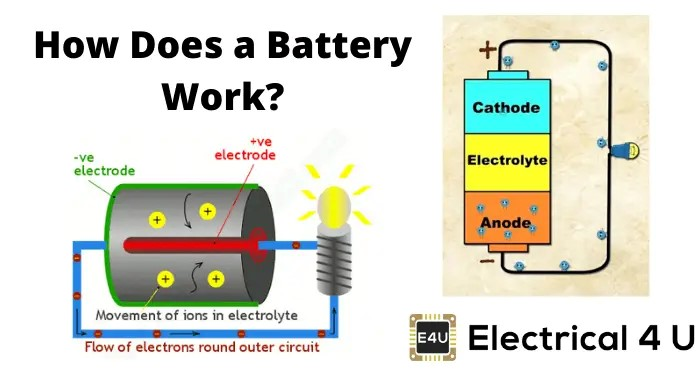 How Does a Battery
Work?
-ve
electrode
+ve
electrode
+
+
+
+
Movement of ions in electrolyte
Flow of electrons round outer circuit
+
Cathode
Electrolyte
Anode
-
E4U
Electrical 4 U